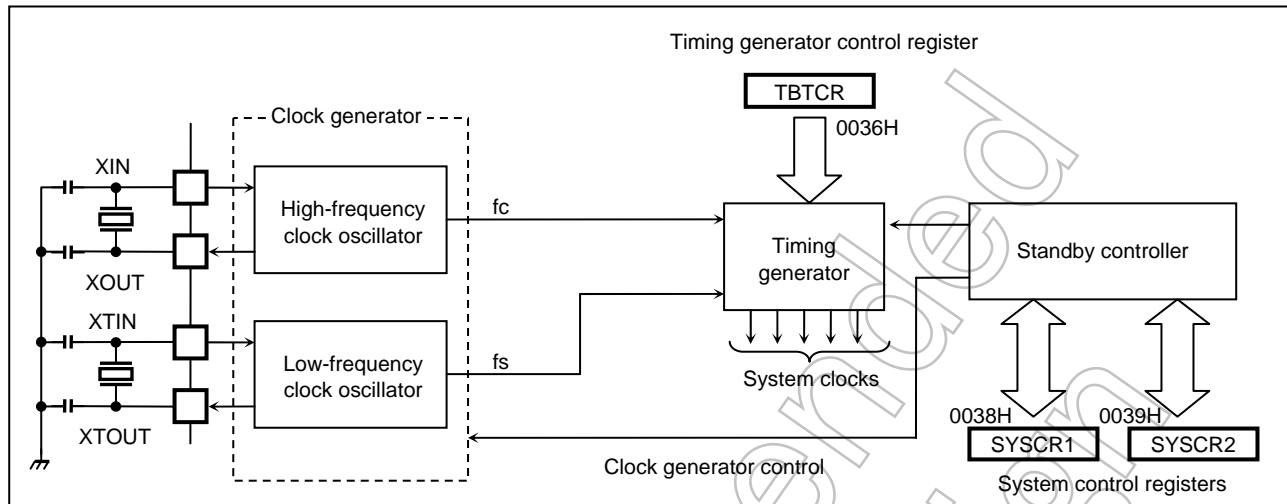 Timing generator control register
TBTCR
0036H
Clock generator
XIN
High-frequency
clock oscillator
fc
XOUT
Timing
generator
Standby controller
XTIN
Low-frequency
clock oscillator
fs
XTOUT
System clocks
0038H
0039H
SYSCR1
SYSCR2
Clock generator control
System control registers
ended
on